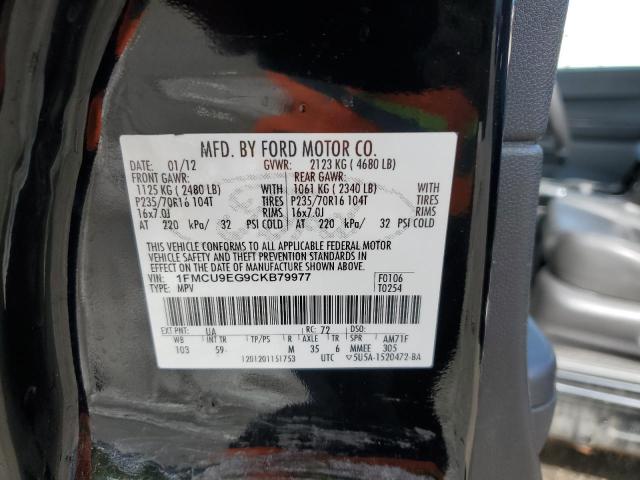 MFD. BY FORD MOTOR CO.
DATE: 01/12 GVWR: 2123 KG ( 4680 LB)
FRONT GAWR: REAR GAWR:
1125 KG ( 2480 LB) WITH 1061 KG ( 2340 LB) WITH
P235/70R16 104T TIRES P235/70R16 104T TIRES
16x7.0J RIMS 16x7.0J RIMS
AT 220 kPa/ 32 PSI COLD AT 220 kPa/ 32 PSI COLD
THIS VEHICLE CONFORMS TO ALL APPLICABLE FEDERAL MOTOR
VEHICLE SAFETY AND THEFT PREVENTION STANDARDS IN
EFFECT ON THE DATE OF MANUFACTURE SHOWN ABOVE.
VIN: 1FMCU9EG9CKB79977 F0106
TYPE: MPV T0254
EXT PNT: UA RC: 72 DSO:
WB INT TR TP/PS R AXLE TR SPR AM71F
103 59 M 35 6 MMEE 305
1201201151753 UTC ▽5U5A-1520472-BA